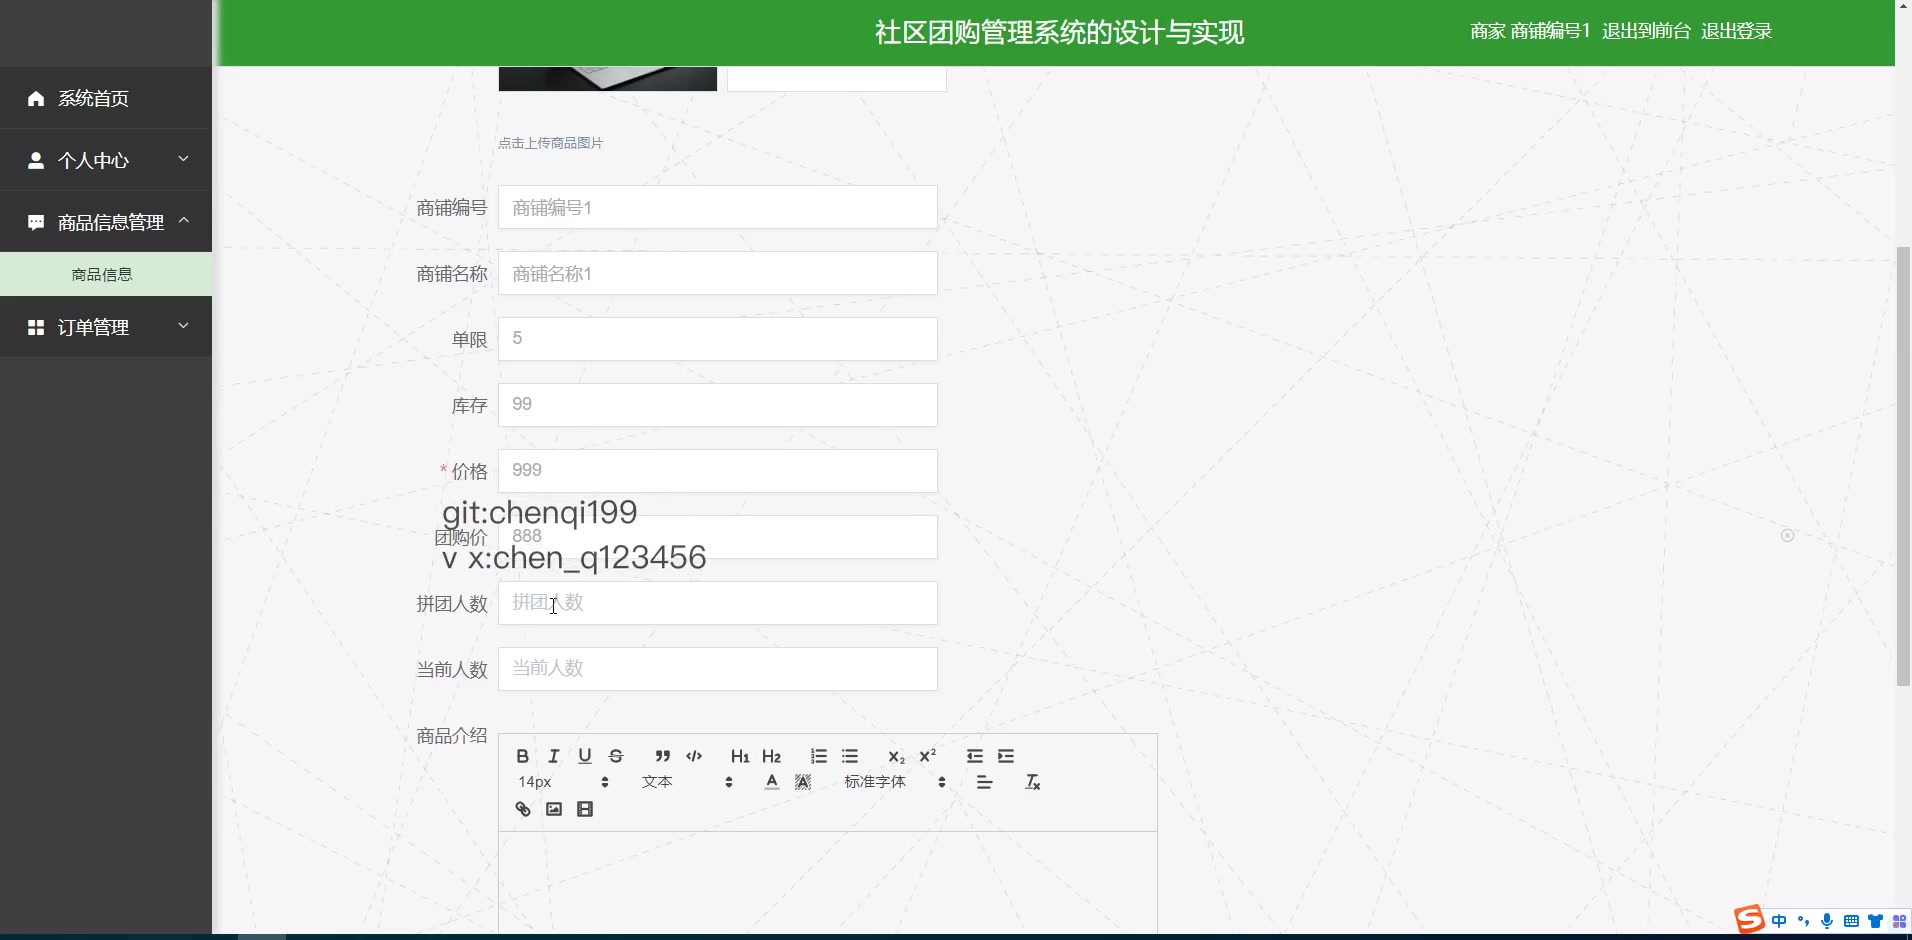 社区团购管理系统的设计与实现
商家 商铺编号1 退出到前台 退出登录
系统首页
个人中心
商品信息管理
商品信息
订单管理
点击上传商品图片
商铺编号 商铺编号1
商铺名称 商铺名称1
单限 5
库存 99
* 价格 999
git:chenqi199
团购价 888
v x:chen_q123456
拼团人数 拼团人数
当前人数 当前人数
商品介绍
B I U S H1 H2 X2 X2
14px 文本 A A 标准字体 Tx
S 中